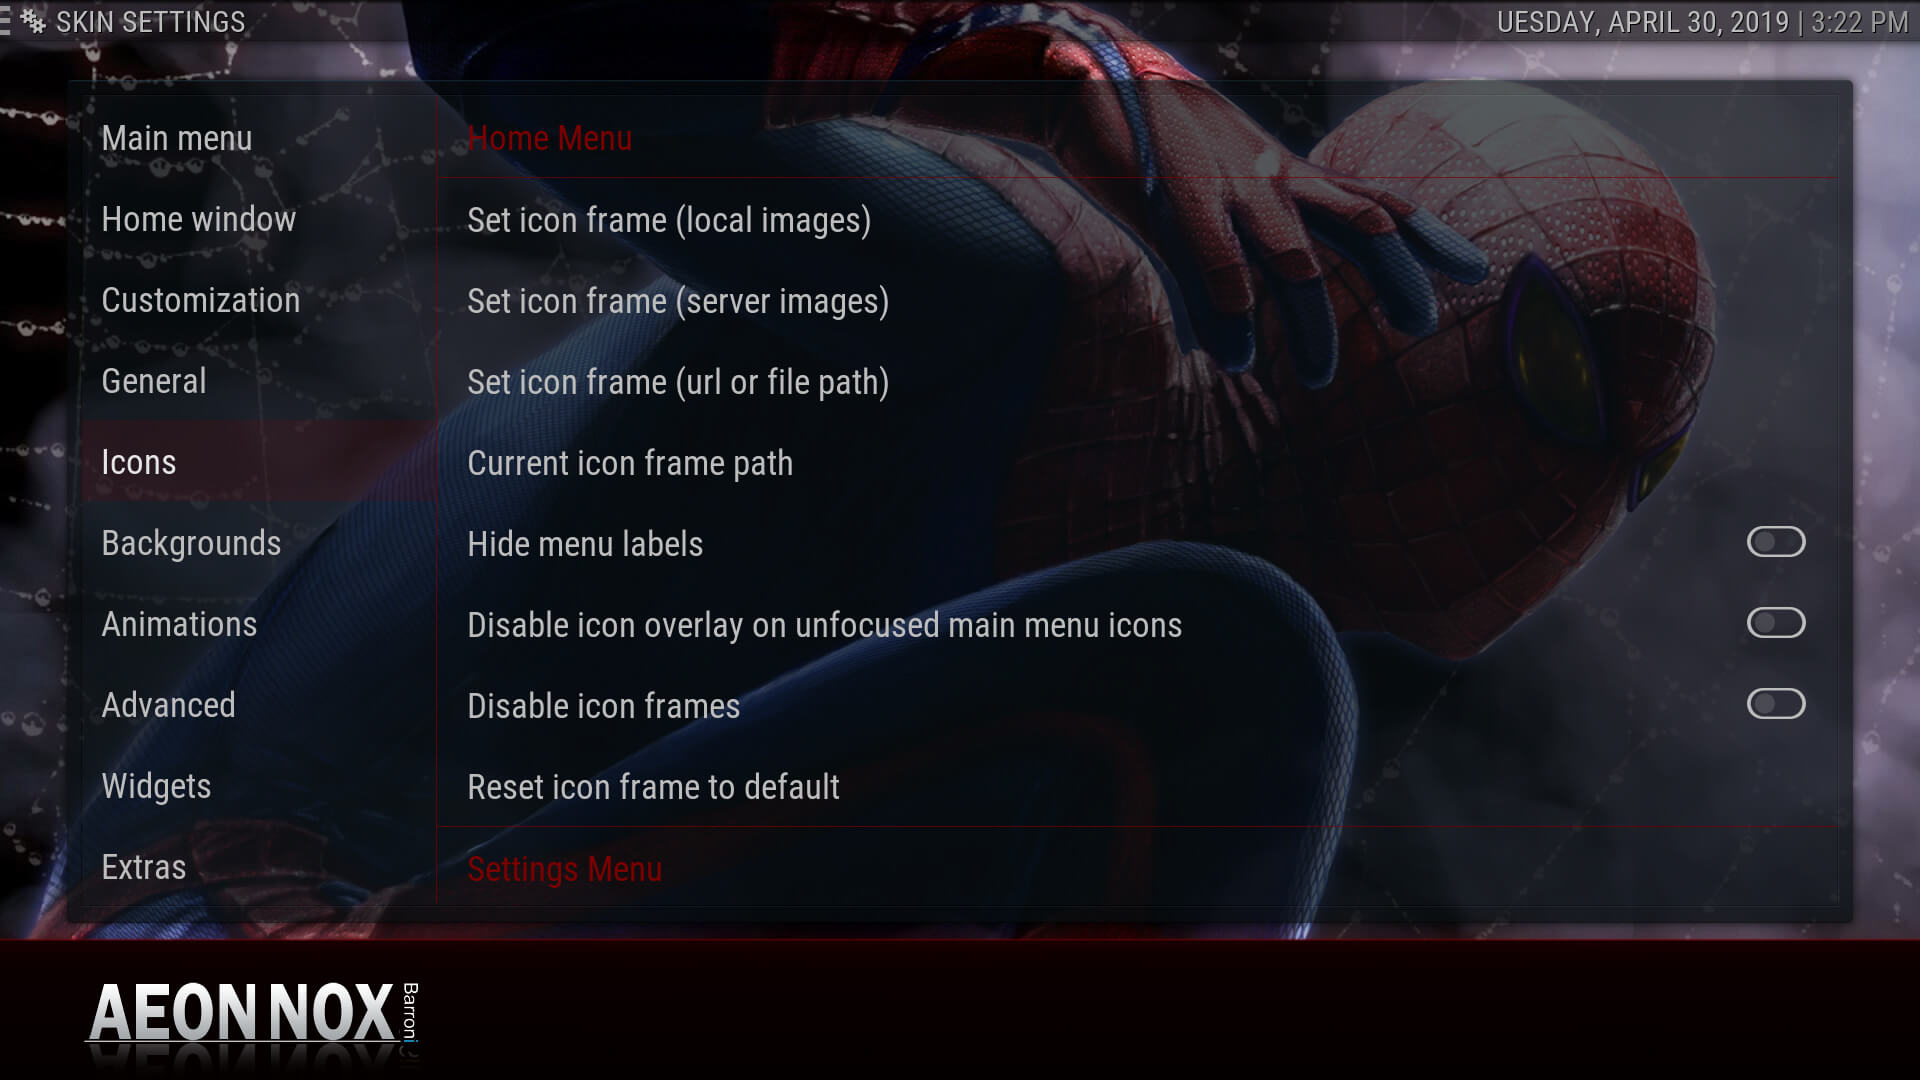 SKIN SETTINGS
UESDAY, APRIL 30, 2019 | 3:22 PM
Main menu
Home window
Customization
General
Icons
Backgrounds
Animations
Advanced
Widgets
Extras
Home Menu
Set icon frame (local images)
Set icon frame (server images)
Set icon frame (url or file path)
Current icon frame path
Hide menu labels
Disable icon overlay on unfocused main menu icons
Disable icon frames
Reset icon frame to default
Settings Menu
AEON NOX
Barroni